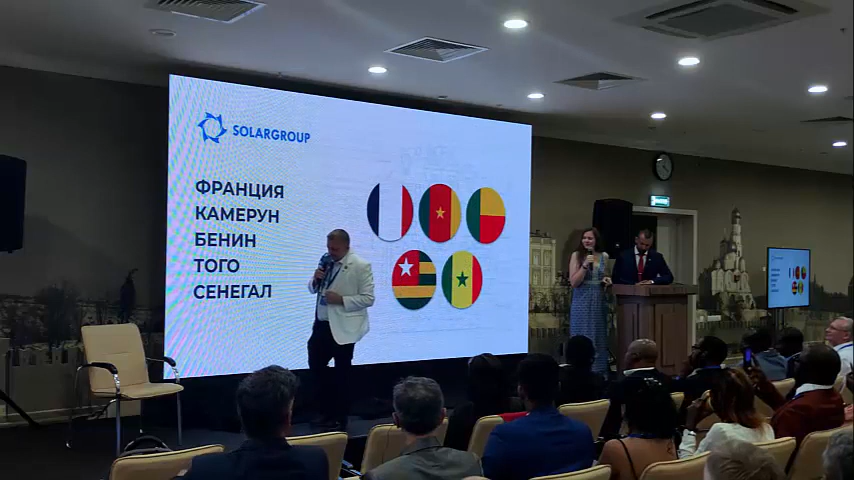 SOLARGROUP
ФРАНЦИЯ
КАМЕРУН
БЕНИН
ТОГО
СЕНЕГАЛ